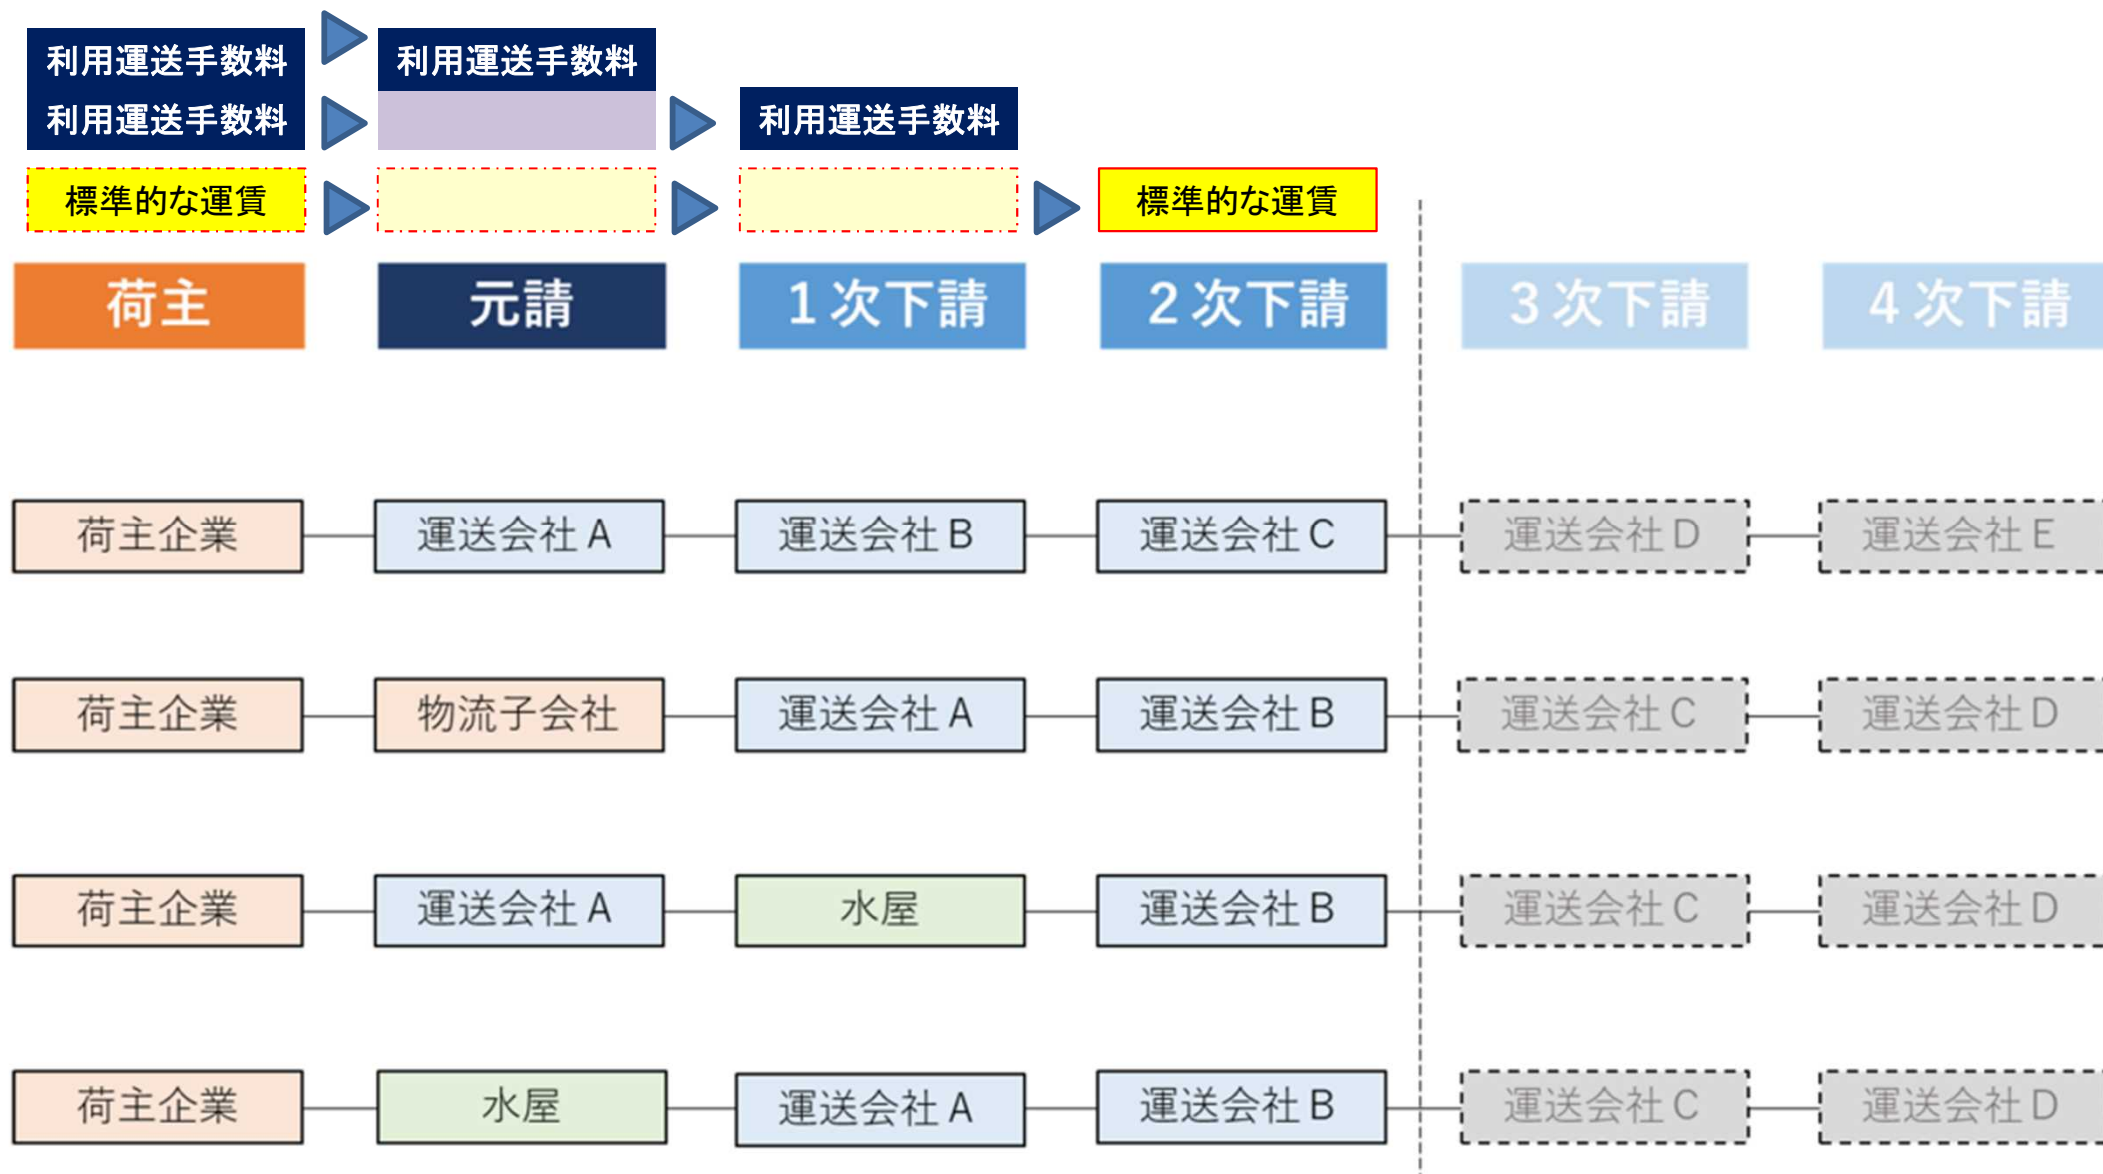 利用運送手数料
利用運送手数料
利用運送手数料
利用運送手数料
標準的な運賃
標準的な運賃
荷主
元請
1次下請
2次下請
3次下請
4次下請
荷主企業
運送会社A
運送会社B
運送会社C
運送会社D
運送会社E
荷主企業
物流子会社
運送会社A
運送会社B
運送会社C
運送会社D
荷主企業
運送会社A
水屋
運送会社B
運送会社C
運送会社D
荷主企業
水屋
運送会社A
運送会社B
運送会社C
運送会社D